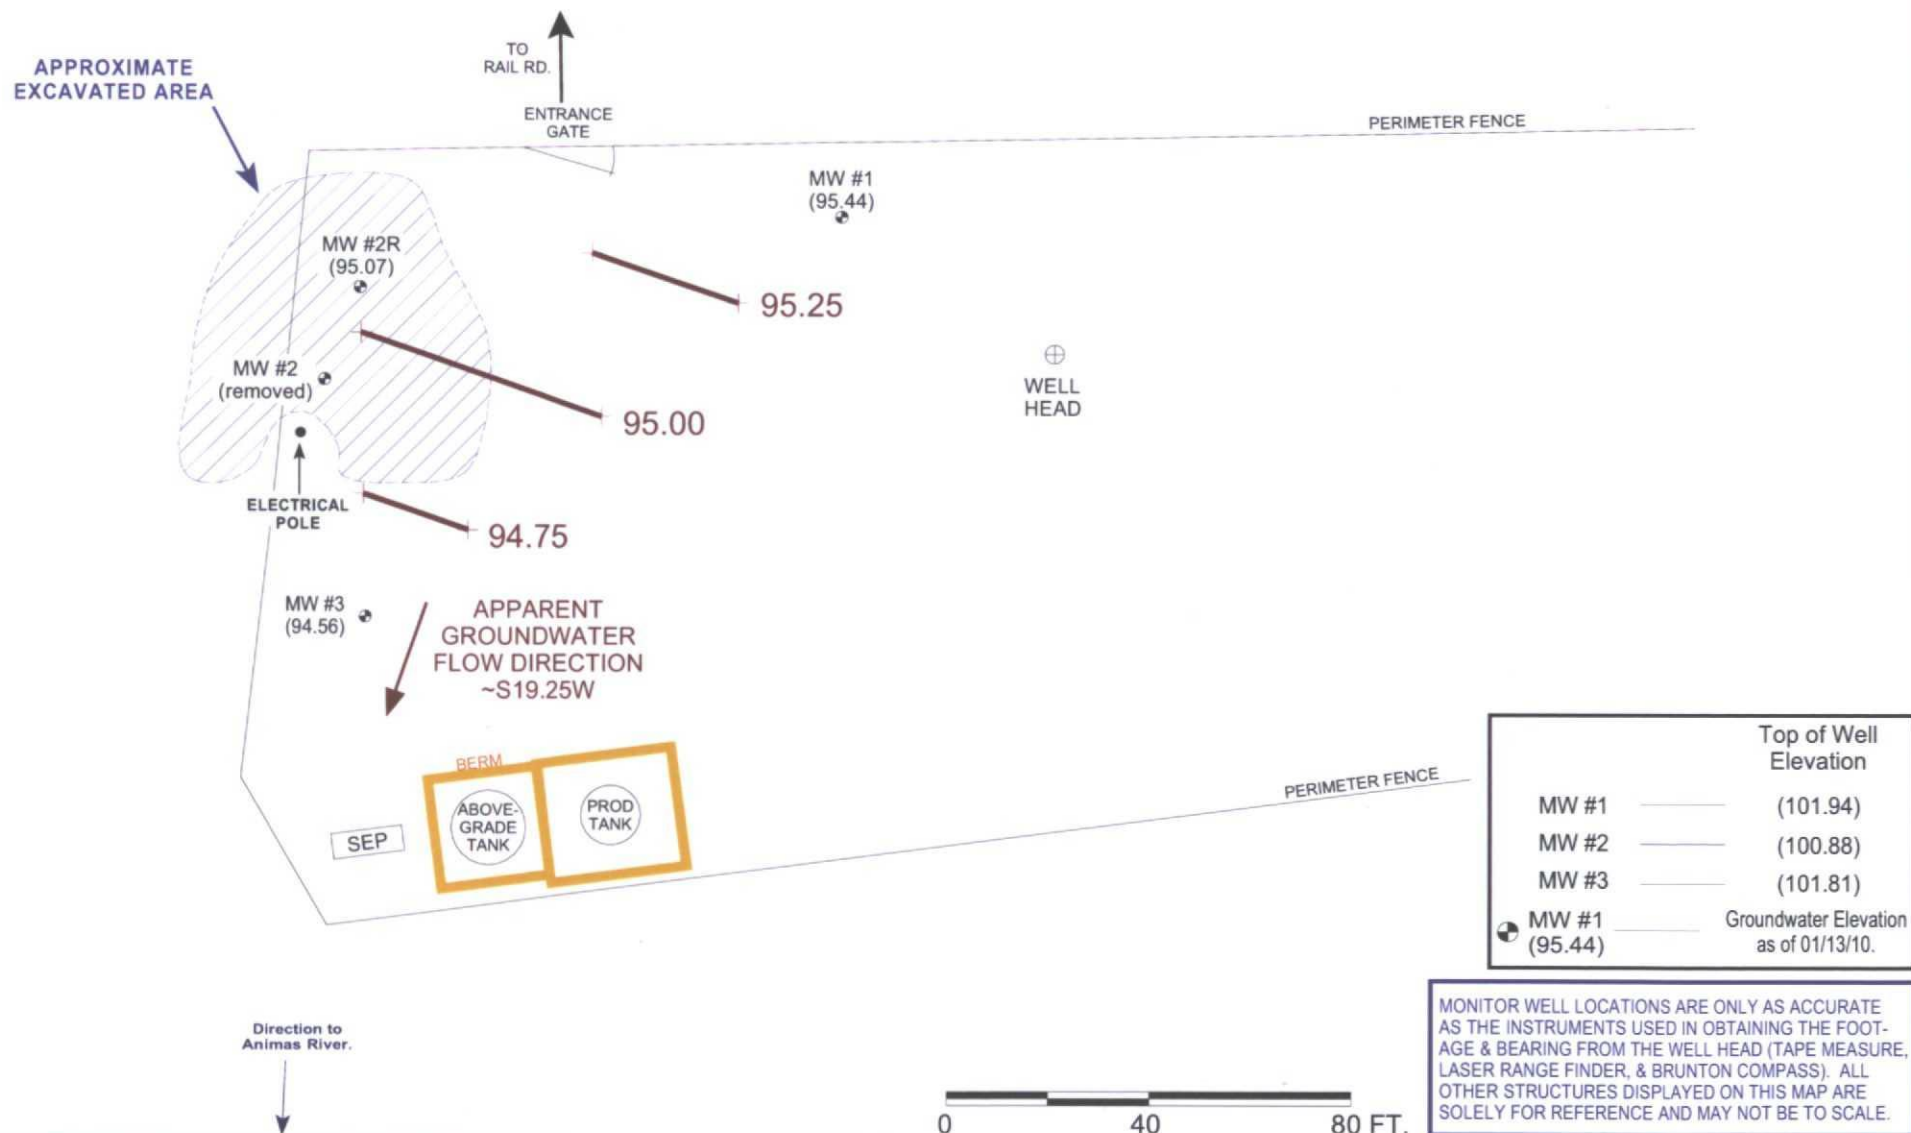 TO
RAIL RD.
APPROXIMATE
EXCAVATED AREA
ENTRANCE
GATE
PERIMETER FENCE
MW #1
(95.44)
MW #2R
(95.07)
95.25
MW #2
(removed)
WELL
HEAD
95.00
ELECTRICAL
POLE
94.75
MW #3
(94.56)
APPARENT
GROUNDWATER
FLOW DIRECTION
~S19.25W
BERM
ABOVE-
GRADE
TANK
PROD
TANK
SEP
PERIMETER FENCE
Top of Well
Elevation
MW #1 (101.94)
MW #2 (100.88)
MW #3 (101.81)
MW #1 Groundwater Elevation
(95.44) as of 01/13/10.
Direction to
Animas River.
0 40 80 FT.
MONITOR WELL LOCATIONS ARE ONLY AS ACCURATE
AS THE INSTRUMENTS USED IN OBTAINING THE FOOT-
AGE & BEARING FROM THE WELL HEAD (TAPE MEASURE,
LASER RANGE FINDER, & BRUNTON COMPASS). ALL
OTHER STRUCTURES DISPLAYED ON THIS MAP ARE
SOLELY FOR REFERENCE AND MAY NOT BE TO SCALE.